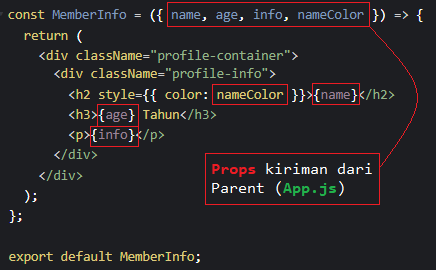 const MemberInfo = ({ name, age, info, nameColor }) => {
  return (
    <div className="profile-container">
      <div className="profile-info">
        <h2 style={{ color: nameColor }}>{name}</h2>
        <h3>{age} Tahun</h3>
        <p>{info}</p>
      </div>
    </div>
  );
};
Props kiriman dari
Parent (App.js)
export default MemberInfo;